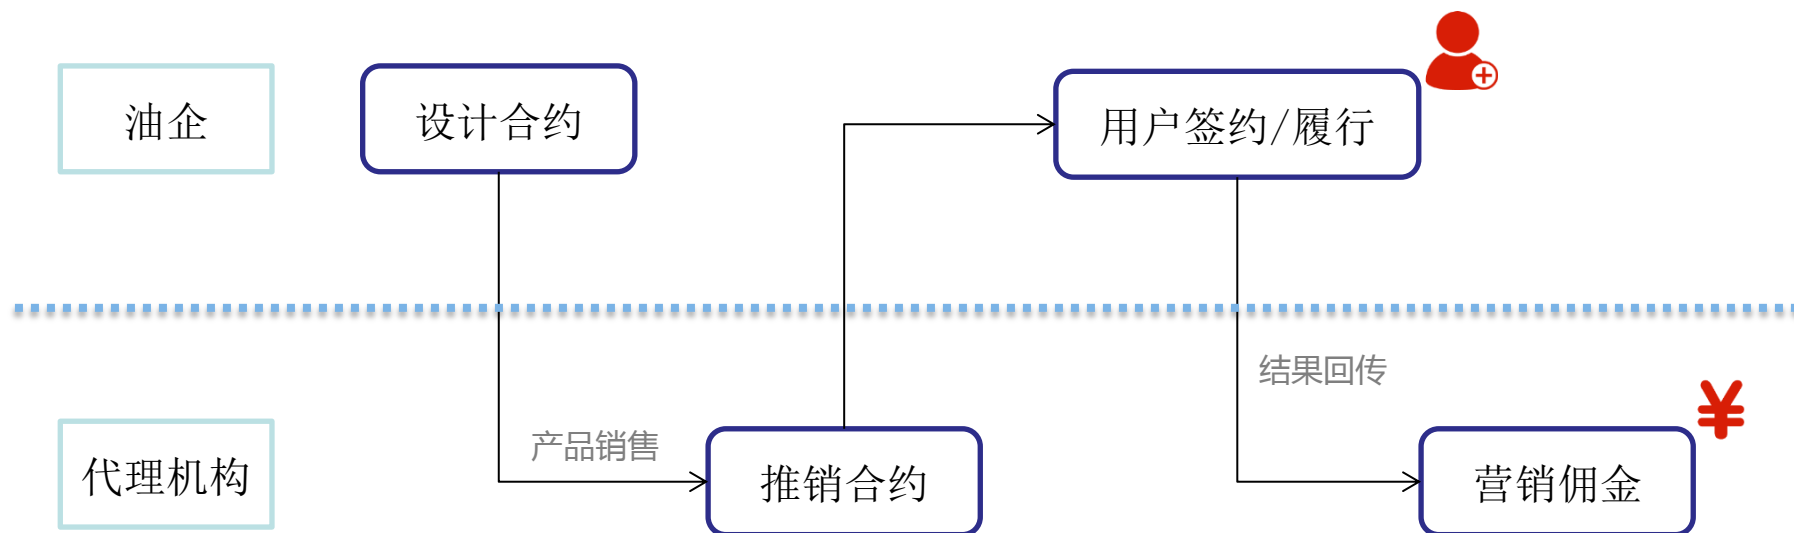 油企
设计合约
用户签约/履行
结果回传
产品销售
代理机构
推销合约
营销佣金
¥